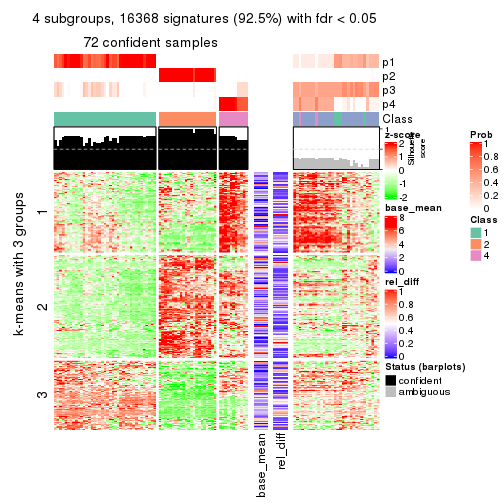 4 subgroups, 16368 signatures (92.5%) with fdr < 0.05
72 confident samples
p1
p2
p3
p4
Class
1
Silhouette
score
k-means with 3 groups
1
2
3
base_mean
rel_diff
z-score
2
1
0
-1
-2
base_mean
8
6
4
2
0
rel_diff
1
0.8
0.6
0.4
0.2
0
Status (barplots)
confident
ambiguous
Prob
1
0.8
0.6
0.4
0.2
0
Class
1
2
4